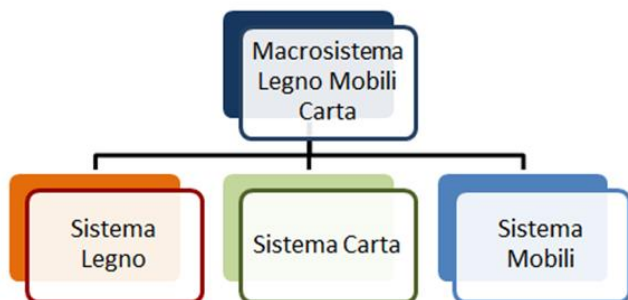 Macrosistema
Legno Mobili
Carta
Sistema
Legno
Sistema Carta
Sistema
Mobili